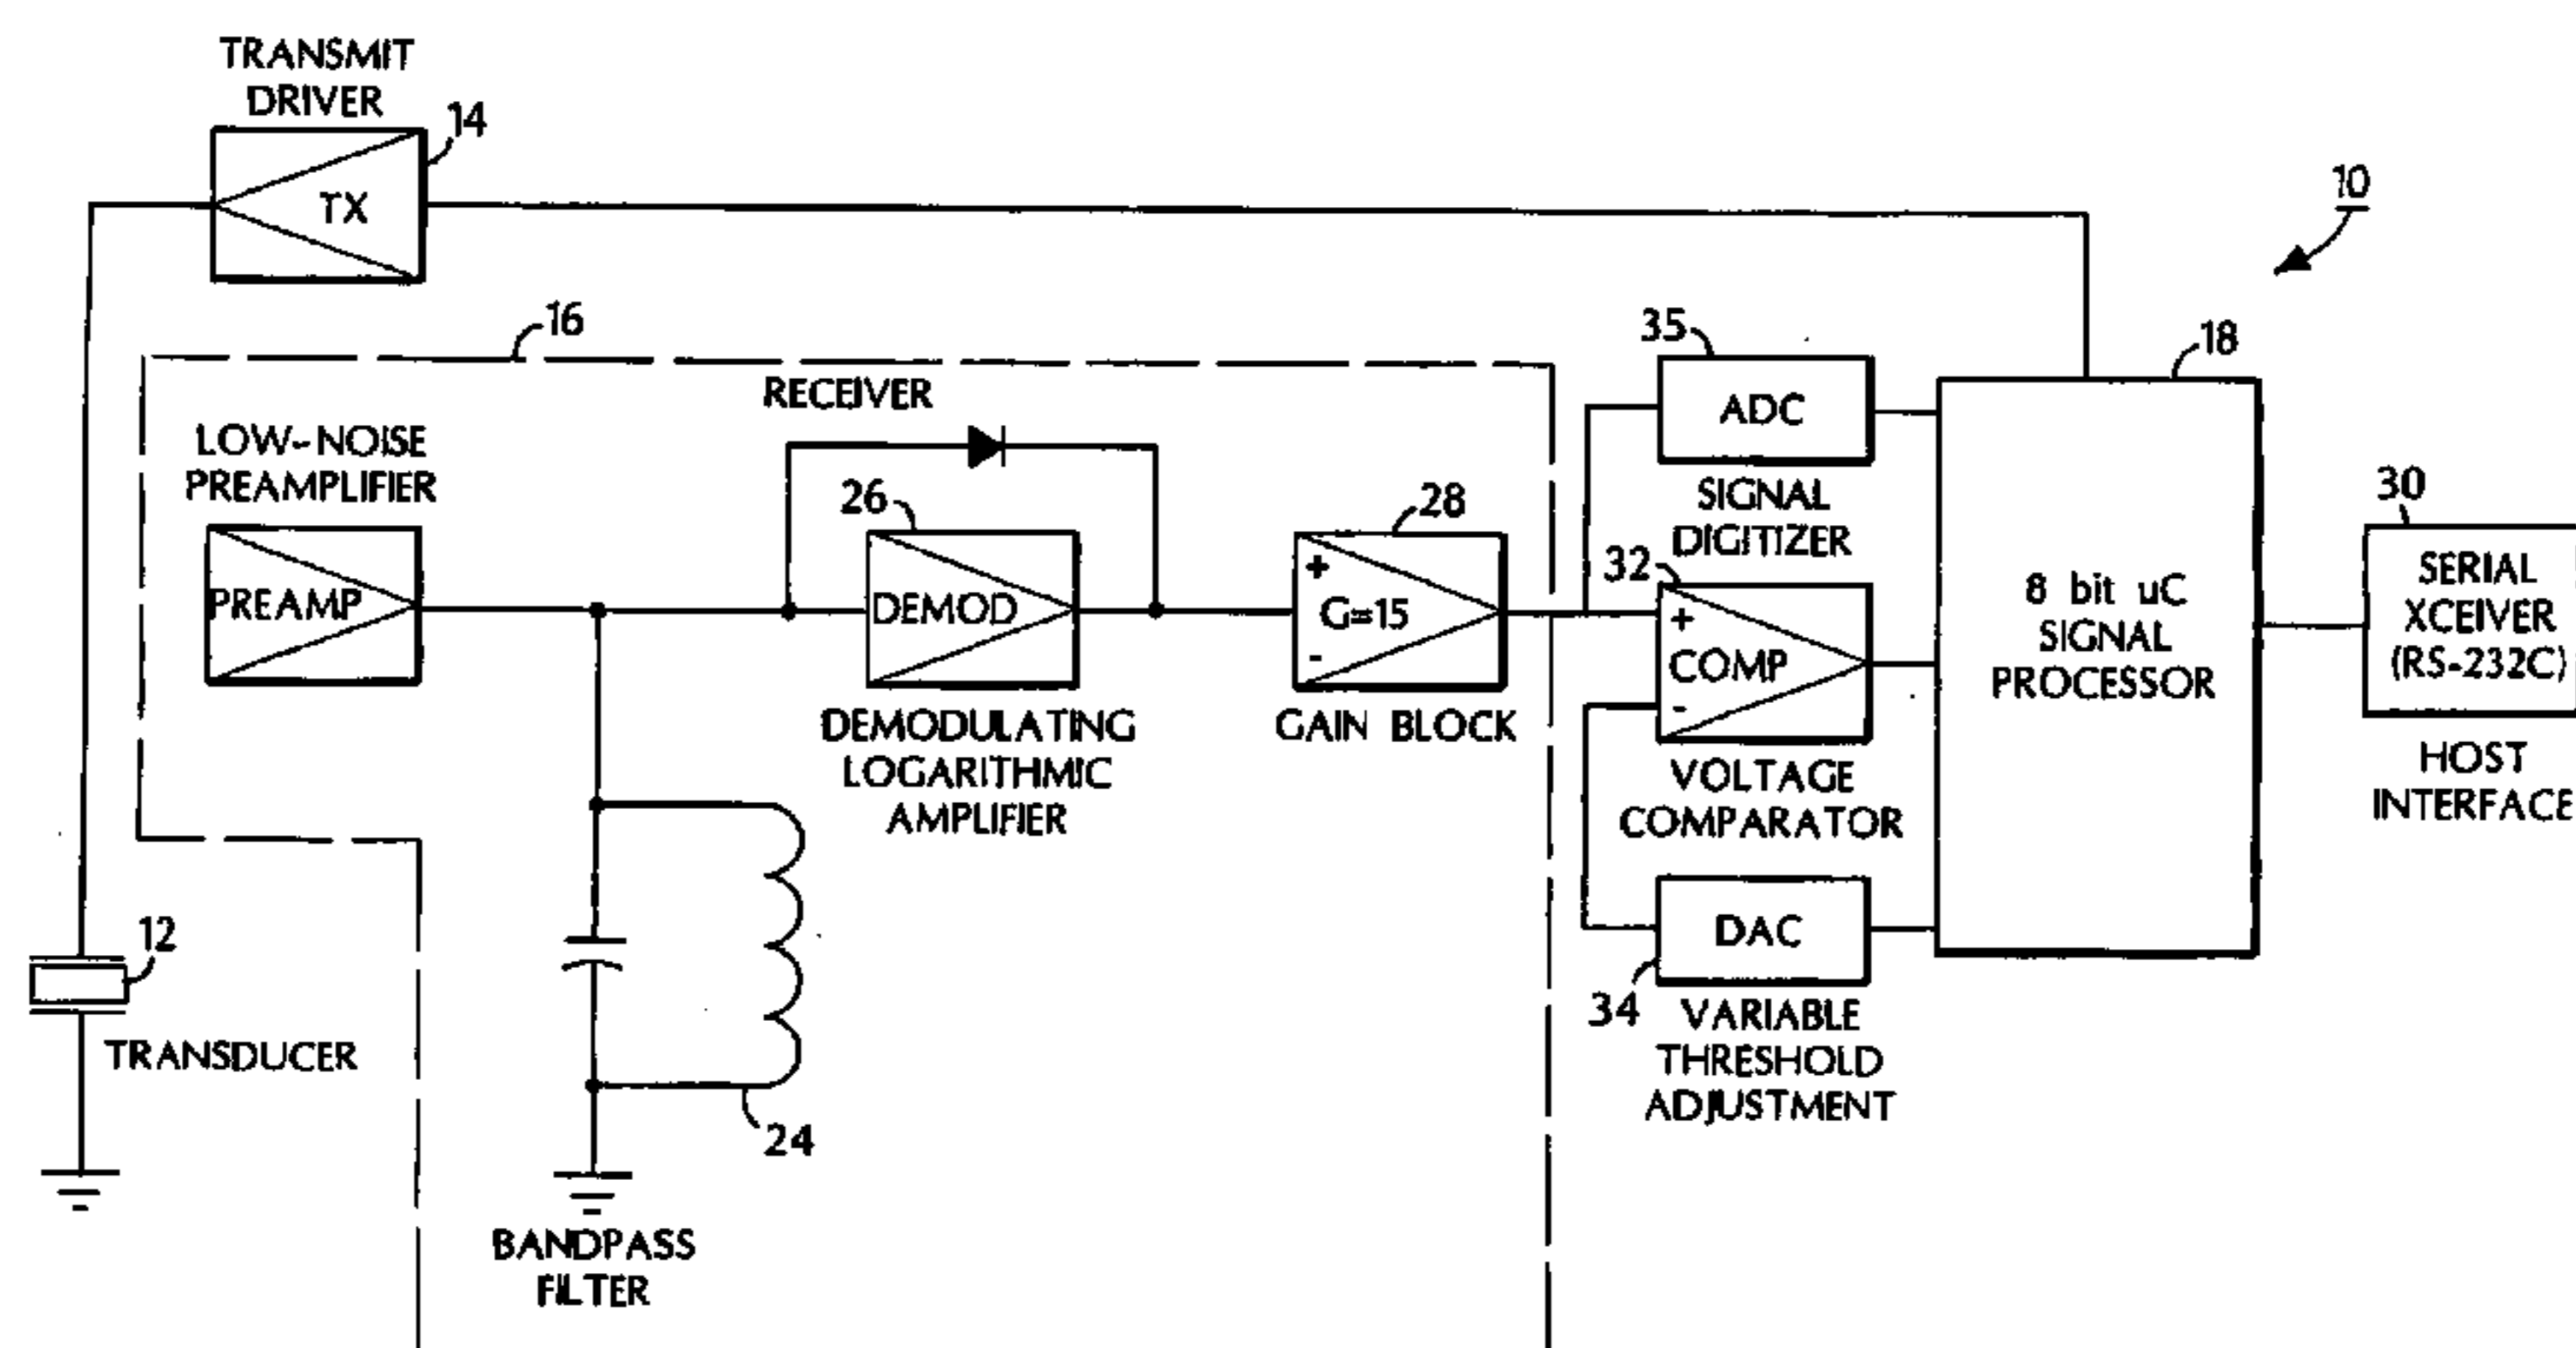 TRANSMIT
DRIVER
14
TX
10
16
RECEIVER
35
ADC
SIGNAL
DIGITIZER
18
LOW-NOISE
PREAMPLIFIER
PREAMP
26
DEMOD
DEMODULATING
LOGARITHMIC
AMPLIFIER
28
+
G=15
-
GAIN BLOCK
32
+
COMP
-
VOLTAGE
COMPARATOR
8 bit uC
SIGNAL
PROCESSOR
30
SERIAL
XCEIVER
(RS-232C)
HOST
INTERFACE
DAC
34
VARIABLE
THRESHOLD
ADJUSTMENT
12
TRANSDUCER
24
BANDPASS
FILTER